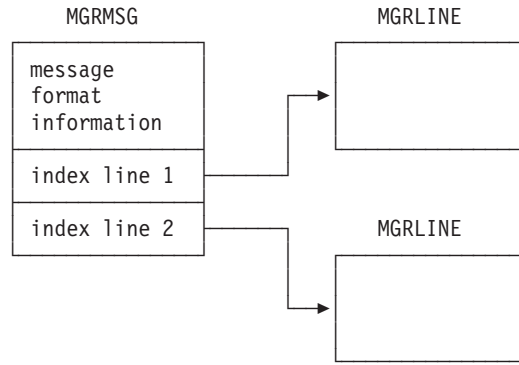 MGRMSG MGRLINE
message
format
information
index line 1
index line 2 MGRLINE